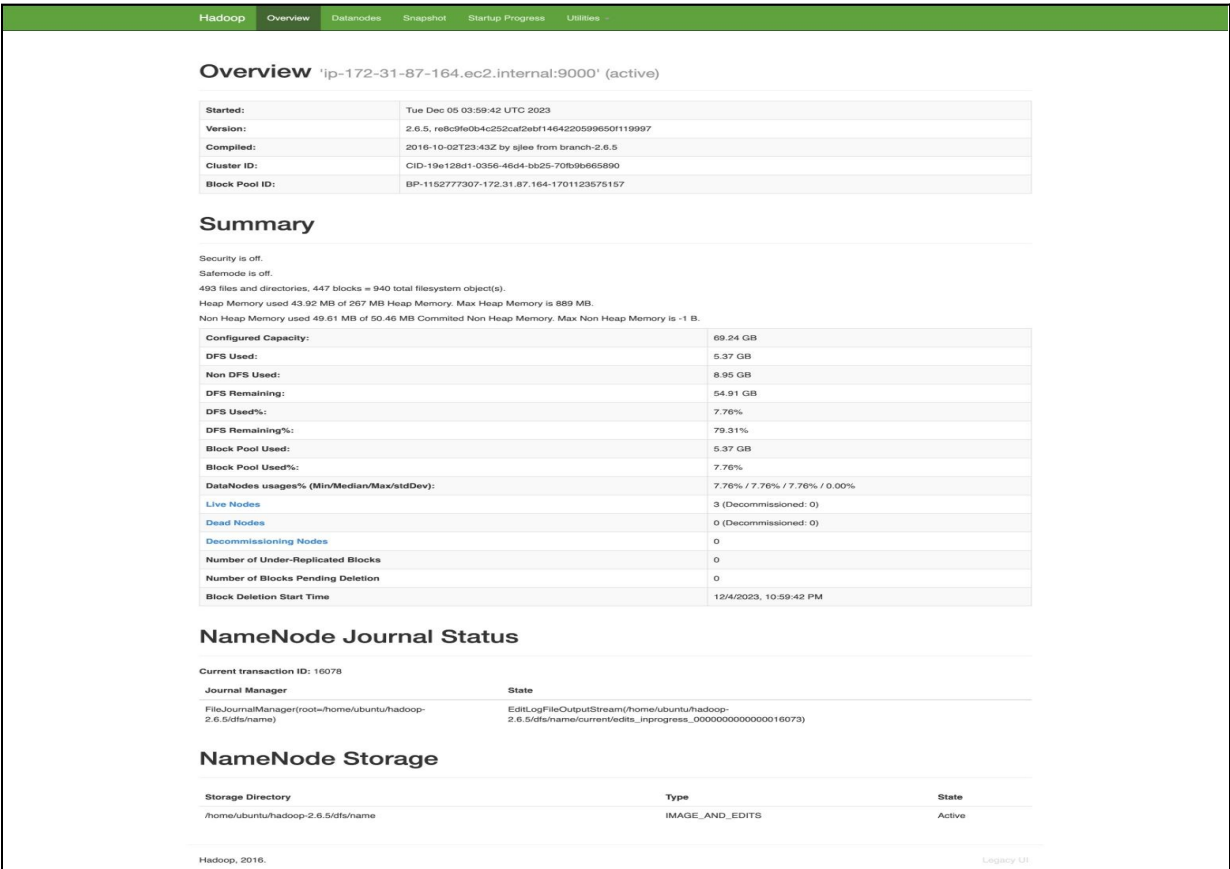 Hadoop Overview Datanodes Snapshot Startup Progress Utilities
Overview 'ip-172-31-87-164.ec2.internal:9000' (active)
Started: Tue Dec 05 03:59:42 UTC 2023
Version: 2.6.5, re8c9fe0b4c252caf2ebf1464220599650f119997
Compiled: 2016-10-02T23:43Z by sjlee from branch-2.6.5
Cluster ID: CID-19e128d1-0356-46d4-bb25-70fb9b665890
Block Pool ID: BP-1152777307-172.31.87.164-1701123575157
Summary
Security is off.
Safemode is off.
493 files and directories, 447 blocks = 940 total filesystem object(s).
Heap Memory used 43.92 MB of 267 MB Heap Memory. Max Heap Memory is 889 MB.
Non Heap Memory used 49.61 MB of 50.46 MB Commited Non Heap Memory. Max Non Heap Memory is -1 B.
Configured Capacity: 69.24 GB
DFS Used: 5.37 GB
Non DFS Used: 8.95 GB
DFS Remaining: 54.91 GB
DFS Used%: 7.76%
DFS Remaining%: 79.31%
Block Pool Used: 5.37 GB
Block Pool Used%: 7.76%
DataNodes usages% (Min/Median/Max/stdDev): 7.76% / 7.76% / 7.76% / 0.00%
Live Nodes 3 (Decommissioned: 0)
Dead Nodes 0 (Decommissioned: 0)
Decommissioning Nodes 0
Number of Under-Replicated Blocks 0
Number of Blocks Pending Deletion 0
Block Deletion Start Time 12/4/2023, 10:59:42 PM
NameNode Journal Status
Current transaction ID: 16078
Journal Manager State
FileJournalManager(root=/home/ubuntu/hadoop- EditLogFileOutputStream(/home/ubuntu/hadoop-
2.6.5/dfs/name) 2.6.5/dfs/name/current/edits_inprogress_0000000000000016073)
NameNode Storage
Storage Directory Type State
/home/ubuntu/hadoop-2.6.5/dfs/name IMAGE_AND_EDITS Active
Hadoop, 2016. Legacy UI